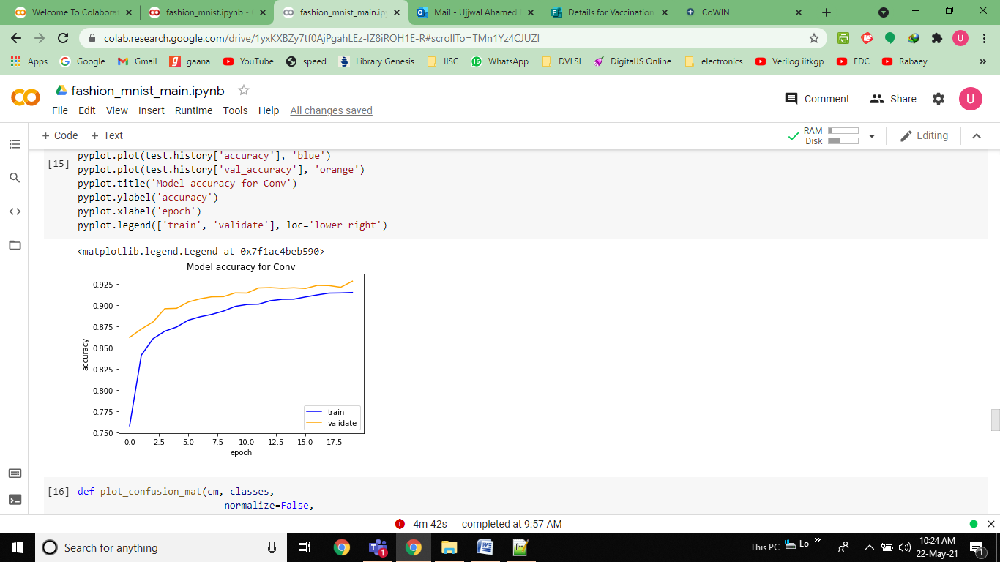 Welcome To Colabora
fashion_mnist.ipynb -
fashion_mnist_main.ip
Mail - Ujjwal Ahamed
Details for Vaccination
CoWIN
colab.research.google.com/drive/1yxKXBZy7tf0AjPgahLEz-IZ8iROH1E-R#scrollTo=TMn1Yz4CJUZI
U
Apps Google Gmail gaana YouTube speed Library Genesis IISC 16 WhatsApp DVLSI DigitalJS Online electronics Verilog iitkgp EDC Rabaey »
fashion_mnist_main.ipynb
Comment Share U
File Edit View Insert Runtime Tools Help All changes saved
+ Code + Text
RAM
Disk
Editing
[15]
pyplot.plot(test.history['accuracy'], 'blue')
pyplot.plot(test.history['val_accuracy'], 'orange')
pyplot.title('Model accuracy for Conv')
pyplot.ylabel('accuracy')
pyplot.xlabel('epoch')
pyplot.legend(['train', 'validate'], loc='lower right')
<matplotlib.legend.Legend at 0x7f1ac4beb590>
Model accuracy for Conv
0.925
0.900
0.875
0.850
0.825
0.800
0.775
0.750
accuracy
train
validate
0.0 2.5 5.0 7.5 10.0 12.5 15.0 17.5
epoch
[16] def plot_confusion_mat(cm, classes,
normalize=False,
4m 42s completed at 9:57 AM
Search for anything
1
This PC
Lo
10:24 AM
22-May-21
1